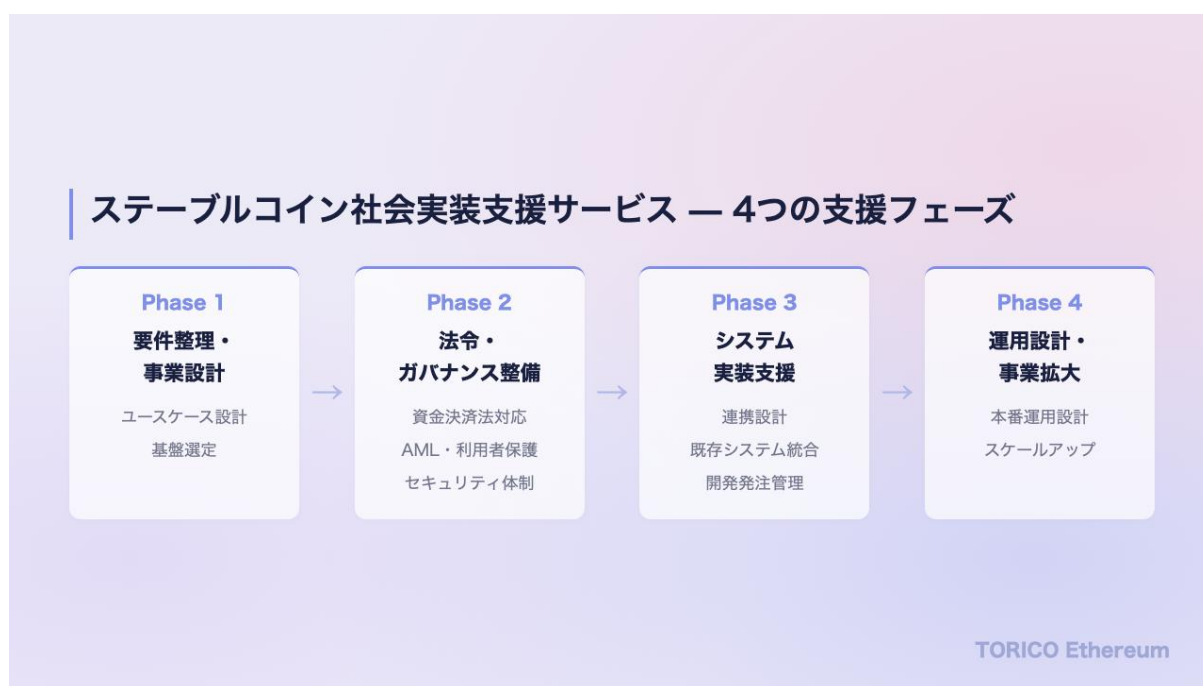 ステーブルコイン社会実装支援サービス — 4つの支援フェーズ
Phase 1
要件整理・
事業設計
ユースケース設計
基盤選定
→
Phase 2
法令・
ガバナンス整備
資金決済法対応
AML・利用者保護
セキュリティ体制
→
Phase 3
システム
実装支援
連携設計
既存システム統合
開発発注管理
→
Phase 4
運用設計・
事業拡大
本番運用設計
スケールアップ
TORICO Ethereum